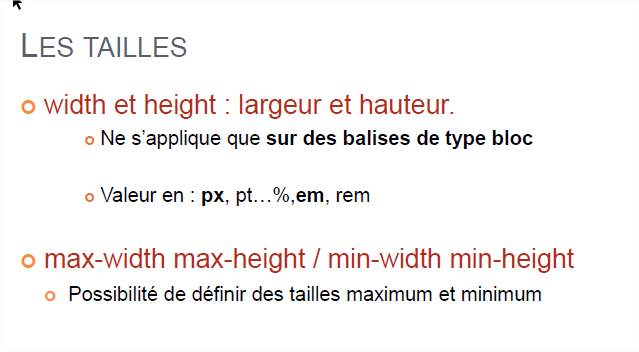 LES TAILLES
width et height : largeur et hauteur.
Ne s’applique que sur des balises de type bloc
Valeur en : px, pt…%,em, rem
max-width max-height / min-width min-height
Possibilité de définir des tailles maximum et minimum